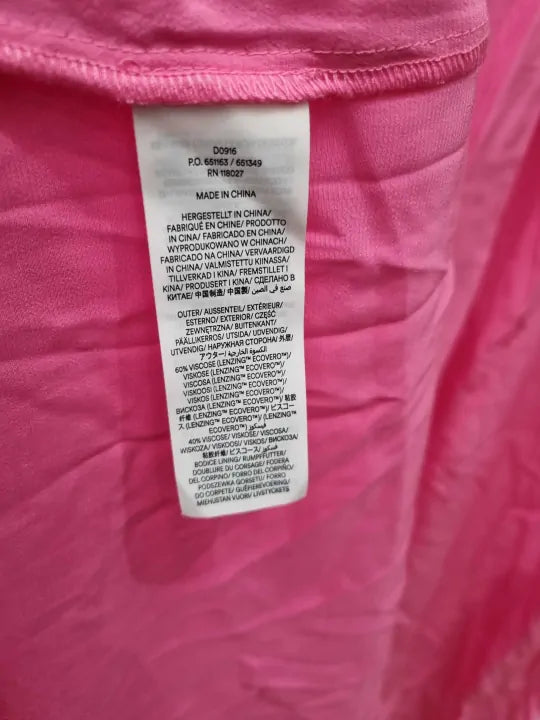 D0916
P.O. 651163 / 651349
RN 118027
MADE IN CHINA
HERGESTELLT IN CHINA/
FABRIQUÉ EN CHINE/ PRODOTTO
IN CINA/ FABRICADO EN CHINA/
WYPRODUKOWANO W CHINACH/
FABRICADO NA CHINA/ VERVAARDIGD
IN CHINA/ VALMISTETTU KIINASSA/
TILLVERKAD I KINA/ FREMSTILLET I
KINA/ PRODUSERT I KINA/ СДЕЛАНО В
КИТАЕ/ 中国制造/ 中国製/ صنع في الصين
OUTER/ AUSSENTEIL/ EXTÉRIEUR/
ESTERNO/ EXTERIOR/ CZĘŚĆ
ZEWNĘTRZNA/ BUITENKANT/
PÄÄLLIKERROS/ UTSIDA/ UDVENDIG/
UTVENDIG/ НАРУЖНАЯ СТОРОНА/ 外层/
アウター/ الكسوة الخارجية
60% VISCOSE (LENZING™ ECOVERO™)/
VISKOSE (LENZING™ ECOVERO™)/
VISCOSA (LENZING™ ECOVERO™)/
VISKOOSI (LENZING™ ECOVERO™)/
VISKOS (LENZING™ ECOVERO™)/
ВИСКОЗА (LENZING™ ECOVERO™)/ 粘胶
纤维 (LENZING™ ECOVERO™)/ ビスコー
ス (LENZING™ ECOVERO™)/ فيسكوز
40% VISCOSE/ VISKOSE/ VISCOSA/
WISKOZA/ VISKOOSI/ VISKOS/ ВИСКОЗА/
粘胶纤维/ ビスコース/ فيسكوز
BODICE LINING/ RUMPFFUTTER/
DOUBLURE DU CORSAGE/ FODERA
DEL CORPINO/ FORRO DEL CORPIÑO/
PODSZEWKA GORSETU/ FORRO
DO CORPETE/ GUÊPEREVOERING/
MIEHUSTAN VUORI/ LIVSTYCKETS